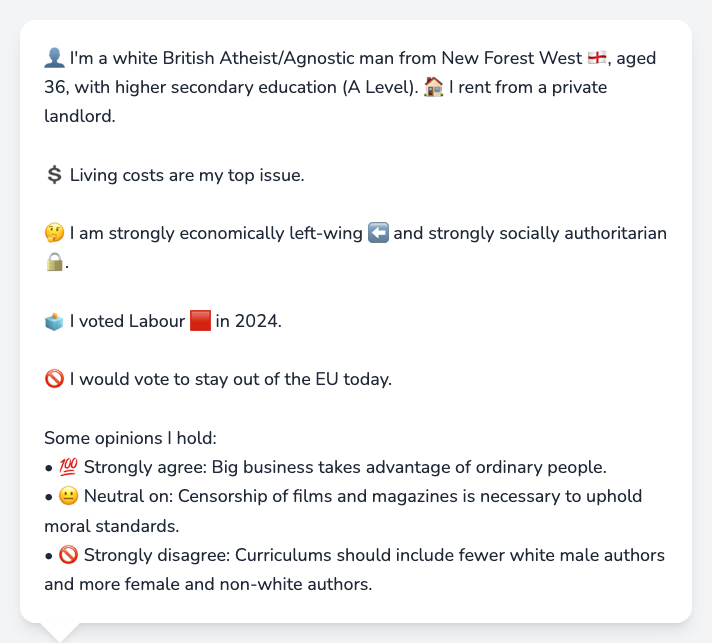 👤 I'm a white British Atheist/Agnostic man from New Forest West 🏴󠁧󠁢󠁥󠁮󠁧󠁿, aged
36, with higher secondary education (A Level). 🏠 I rent from a private
landlord.
💲 Living costs are my top issue.
🤔 I am strongly economically left-wing ⬅️ and strongly socially authoritarian
🔒.
🗳️ I voted Labour 🟥 in 2024.
🚫 I would vote to stay out of the EU today.
Some opinions I hold:
• 💯 Strongly agree: Big business takes advantage of ordinary people.
• 😐 Neutral on: Censorship of films and magazines is necessary to uphold
moral standards.
• 🚫 Strongly disagree: Curriculums should include fewer white male authors
and more female and non-white authors.